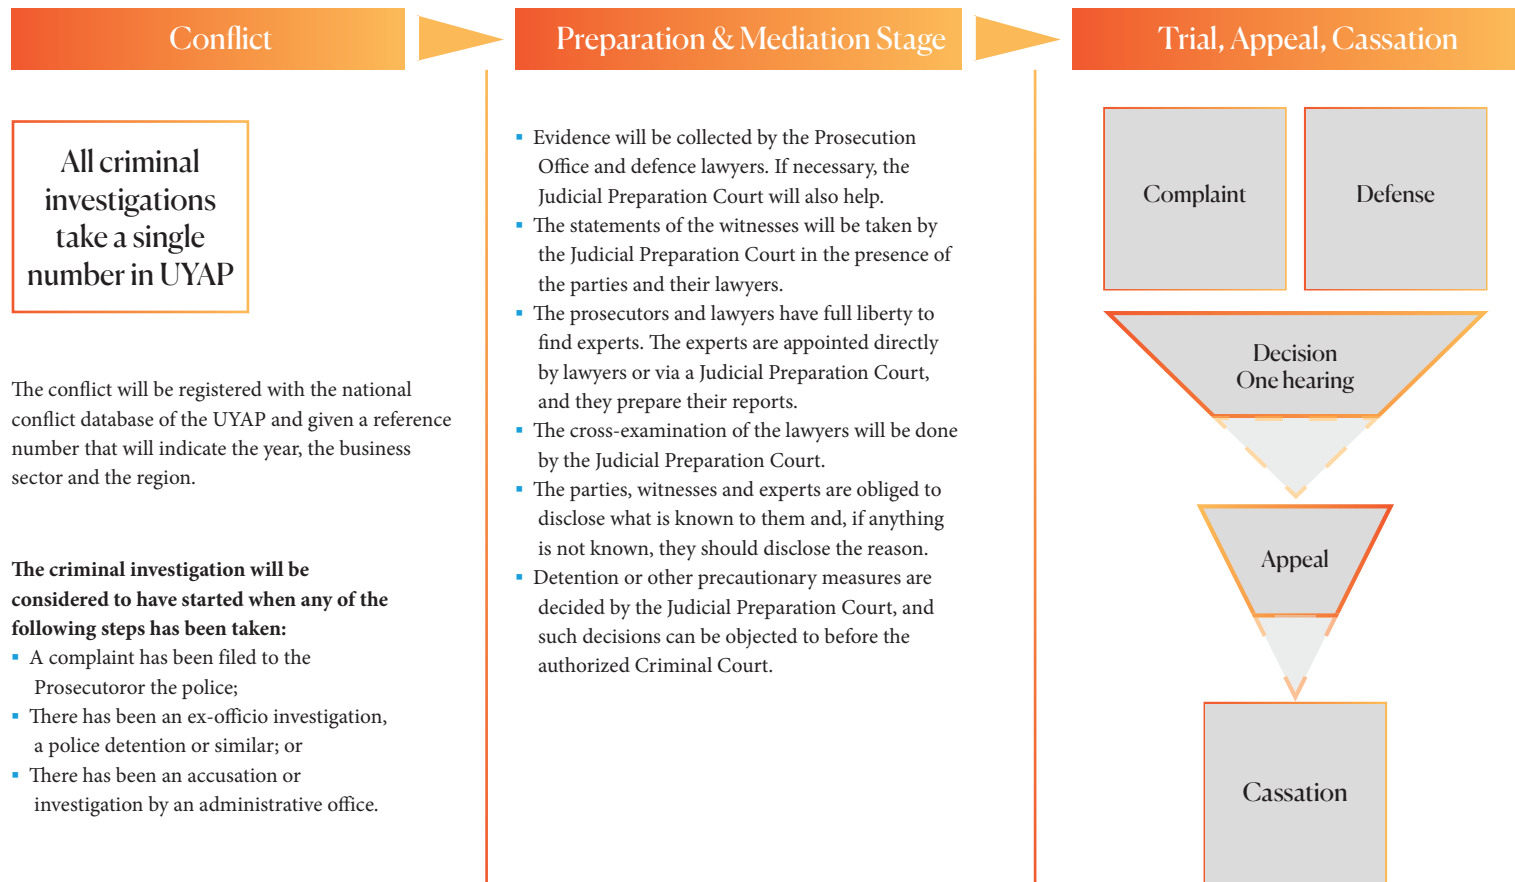 Conflict
All criminal
investigations
take a single
number in UYAP
The conflict will be registered with the national
conflict database of the UYAP and given a reference
number that will indicate the year, the business
sector and the region.
The criminal investigation will be
considered to have started when any of the
following steps has been taken:
▪ A complaint has been filed to the
Prosecutoror the police;
▪ There has been an ex-officio investigation,
a police detention or similar; or
▪ There has been an accusation or
investigation by an administrative office.
Preparation & Mediation Stage
▪ Evidence will be collected by the Prosecution
Office and defence lawyers. If necessary, the
Judicial Preparation Court will also help.
▪ The statements of the witnesses will be taken by
the Judicial Preparation Court in the presence of
the parties and their lawyers.
▪ The prosecutors and lawyers have full liberty to
find experts. The experts are appointed directly
by lawyers or via a Judicial Preparation Court,
and they prepare their reports.
▪ The cross-examination of the lawyers will be done
by the Judicial Preparation Court.
▪ The parties, witnesses and experts are obliged to
disclose what is known to them and, if anything
is not known, they should disclose the reason.
▪ Detention or other precautionary measures are
decided by the Judicial Preparation Court, and
such decisions can be objected to before the
authorized Criminal Court.
Trial, Appeal, Cassation
Complaint
Defense
Decision
One hearing
Appeal
Cassation